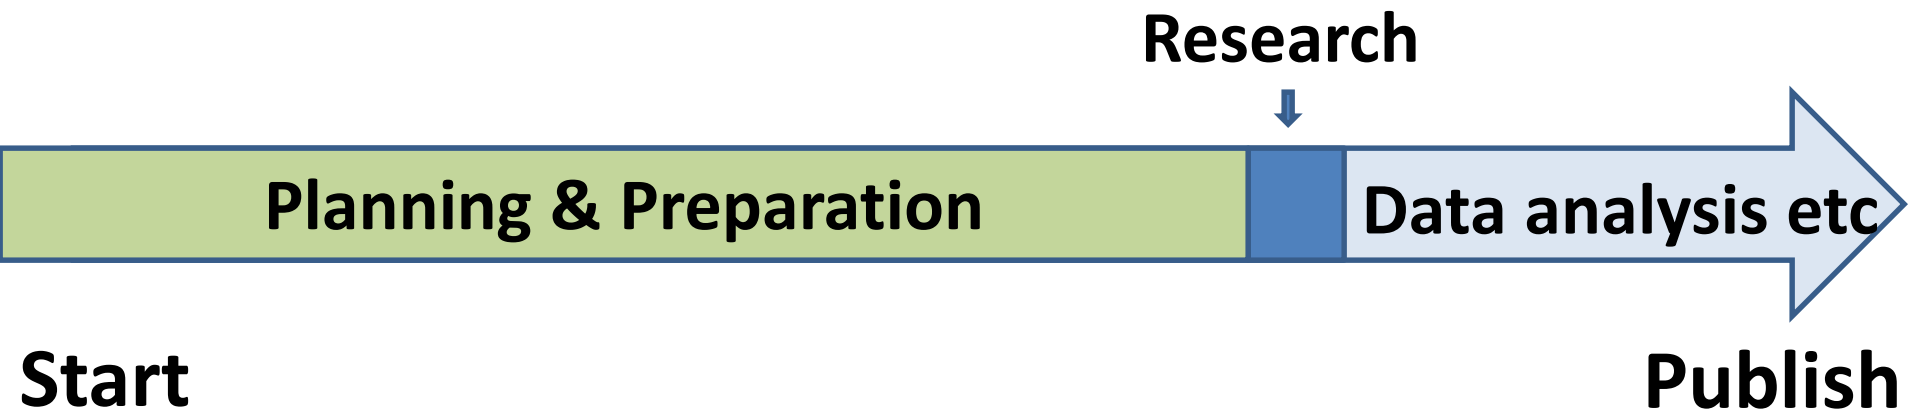 Research
Planning & Preparation
Data analysis etc
Start
Publish